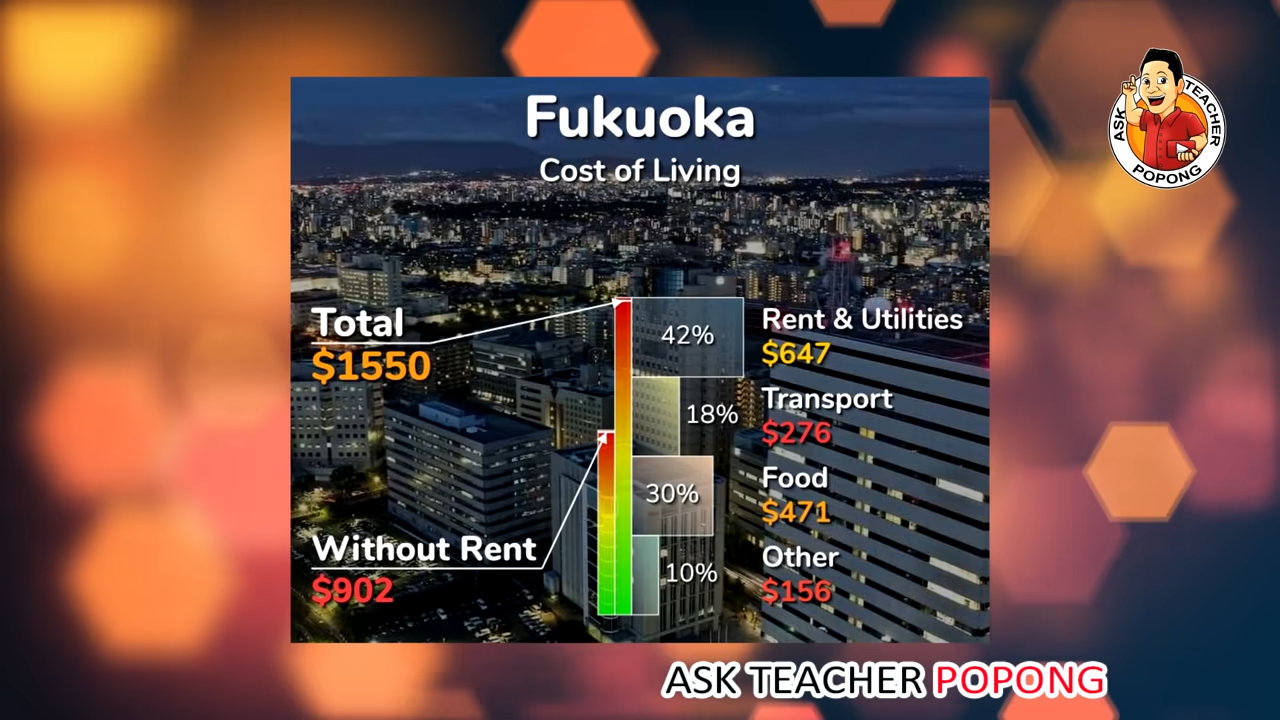 Fukuoka
Cost of Living
Total
$1550
Without Rent
$902
42%
18%
30%
10%
Rent & Utilities
$647
Transport
$276
Food
$471
Other
$156
ASK TEACHER POPONG
ASK TEACHER POPONG